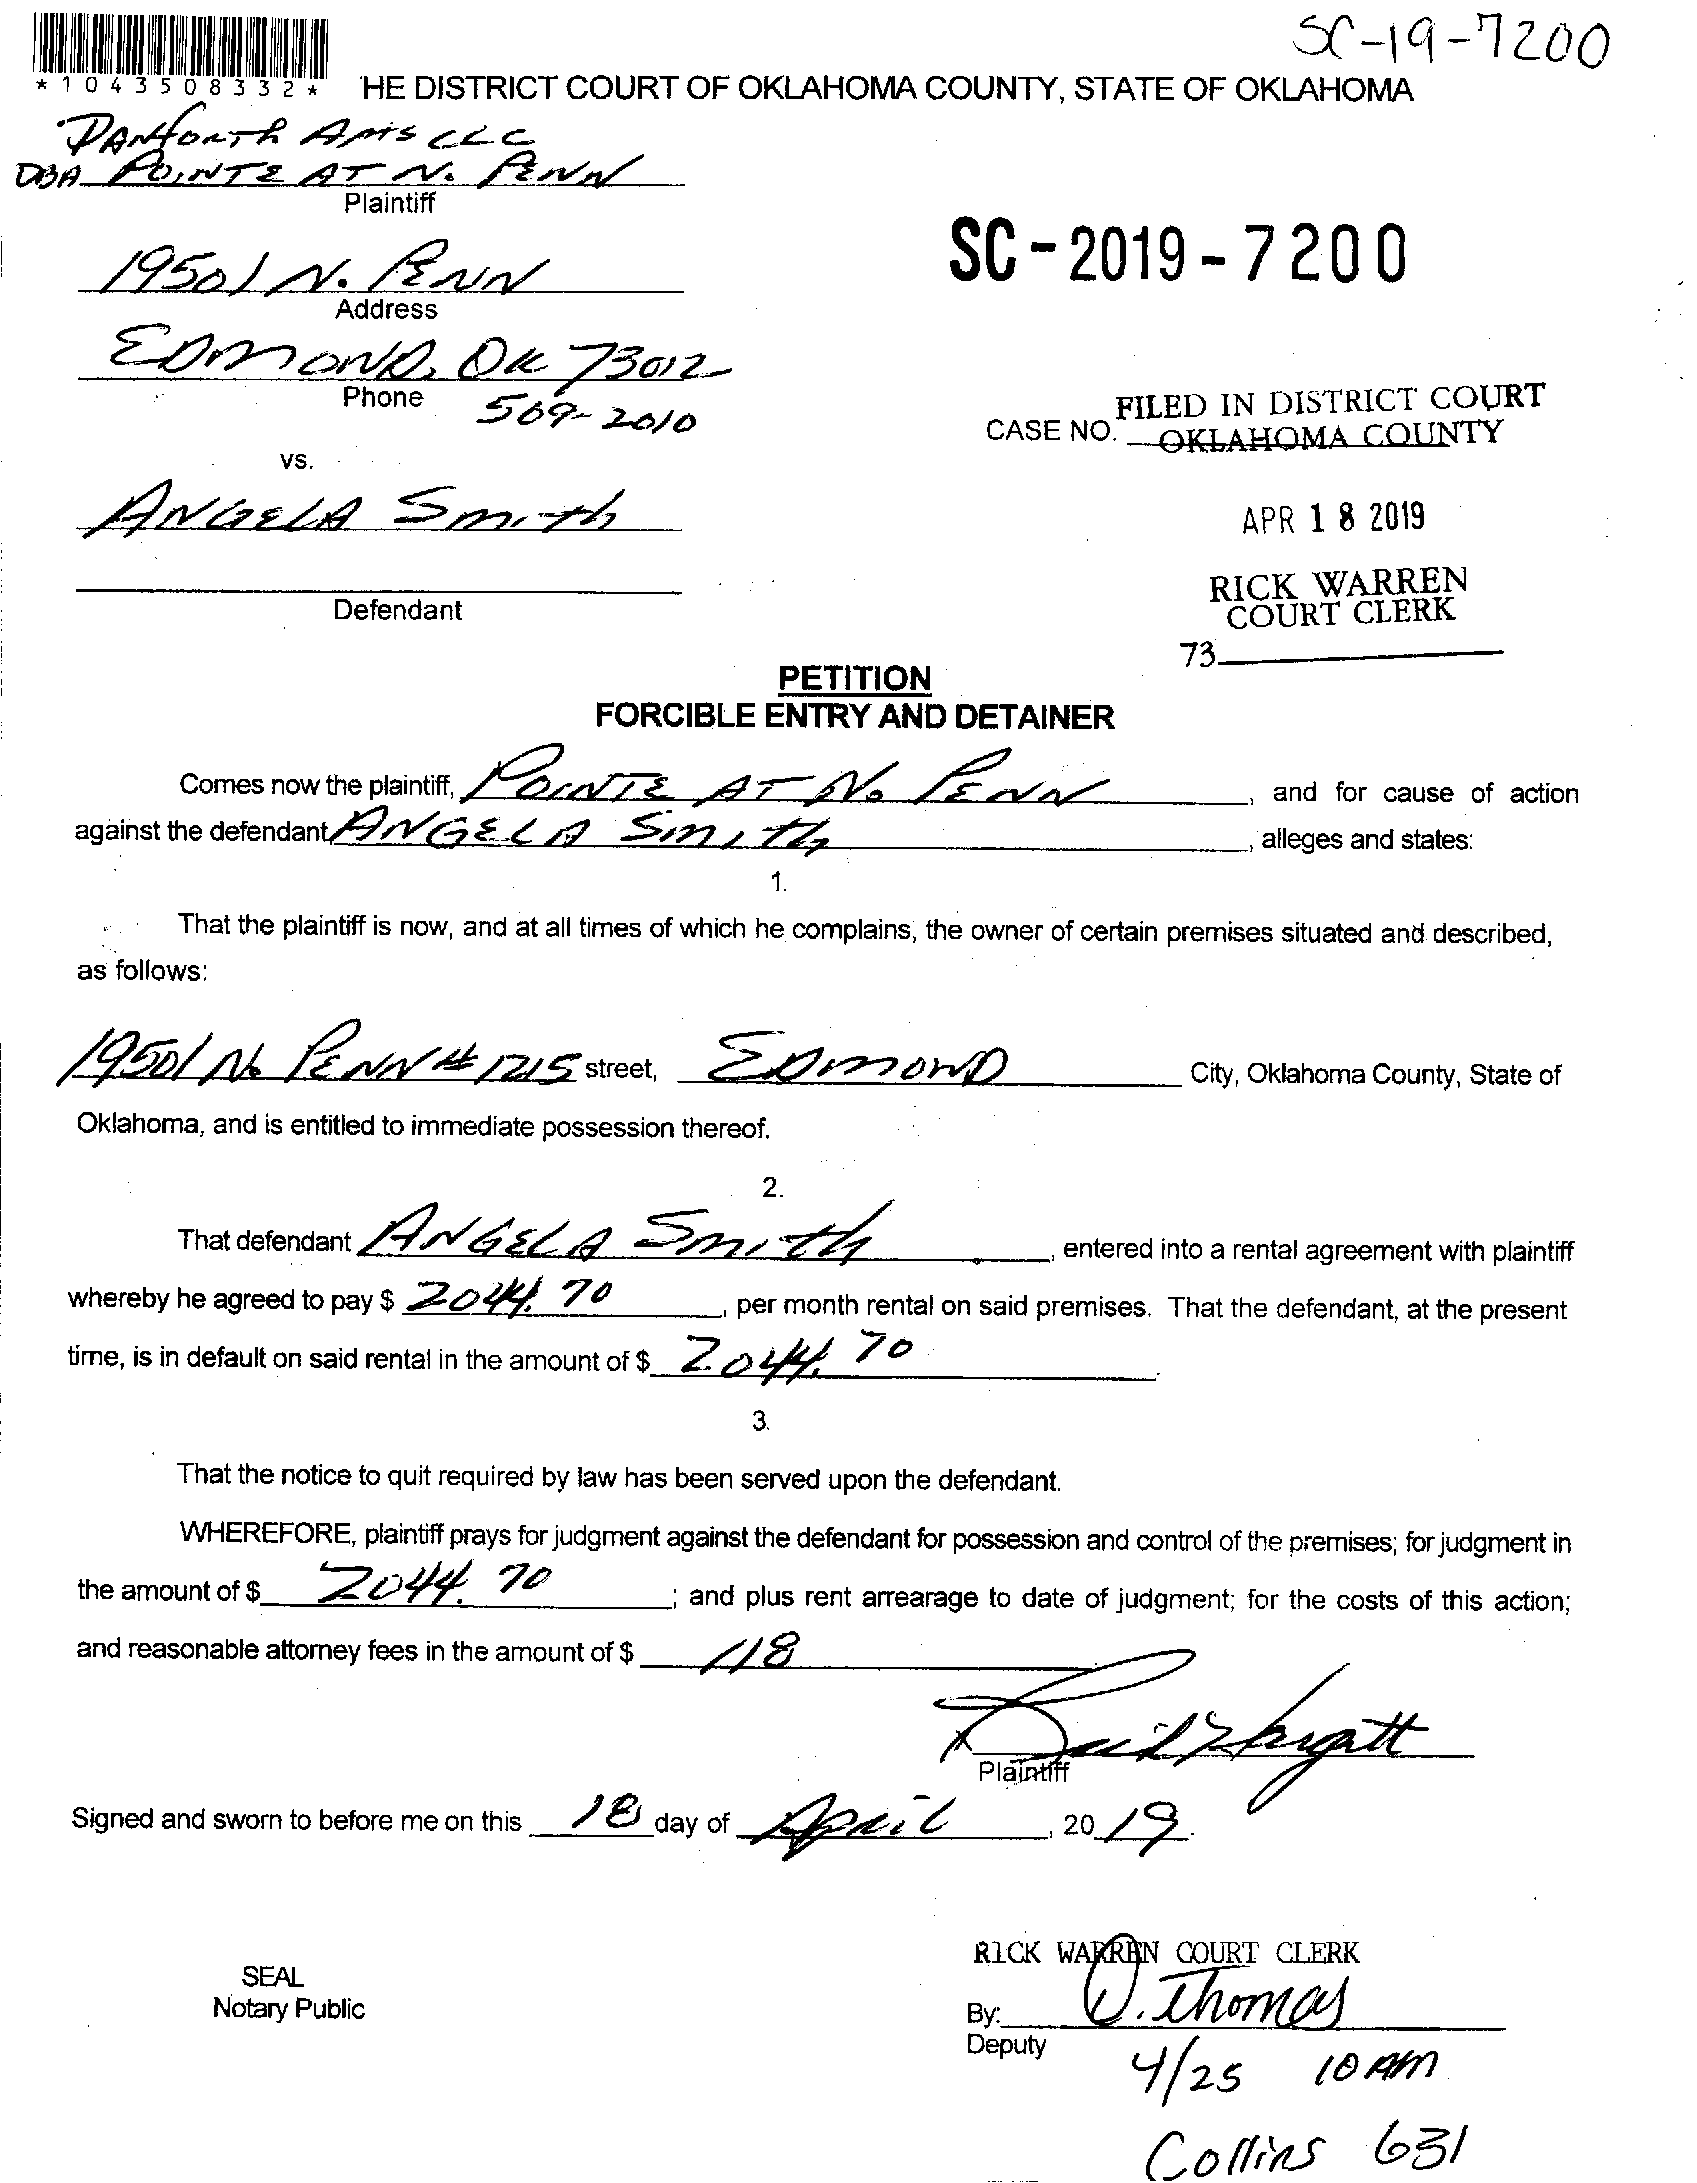 SC-19-7200
*1043508332*
HE DISTRICT COURT OF OKLAHOMA COUNTY, STATE OF OKLAHOMA
DANFORTH APTS LLC
DBA POINTE AT N. PENN
Plaintiff
19501 N. PENN
Address
SC-2019-7200
EDMOND, OK 73012
Phone 509-2010
FILED IN DISTRICT COURT
CASE NO. OKLAHOMA COUNTY
vs.
ANGELA Smith
APR 18 2019
Defendant
RICK WARREN
COURT CLERK
73
PETITION
FORCIBLE ENTRY AND DETAINER
Comes now the plaintiff, POINTE AT N. PENN, and for cause of action
against the defendant ANGELA Smith, alleges and states:
1.
That the plaintiff is now, and at all times of which he complains, the owner of certain premises situated and described,
as follows:
19501 N. PENN # 1215 street, EDMOND City, Oklahoma County, State of
Oklahoma, and is entitled to immediate possession thereof.
2.
That defendant ANGELA Smith, entered into a rental agreement with plaintiff
whereby he agreed to pay $ 2044.70, per month rental on said premises. That the defendant, at the present
time, is in default on said rental in the amount of $ 2044.70.
3.
That the notice to quit required by law has been served upon the defendant.
WHEREFORE, plaintiff prays for judgment against the defendant for possession and control of the premises; for judgment in
the amount of $ 2044.70; and plus rent arrearage to date of judgment; for the costs of this action;
and reasonable attorney fees in the amount of $ 118
Plaintiff
Signed and sworn to before me on this 18 day of April, 2019.
RICK WARREN COURT CLERK
SEAL
Notary Public
By: D. Thomas
Deputy
4/25 10 AM
Collins 631